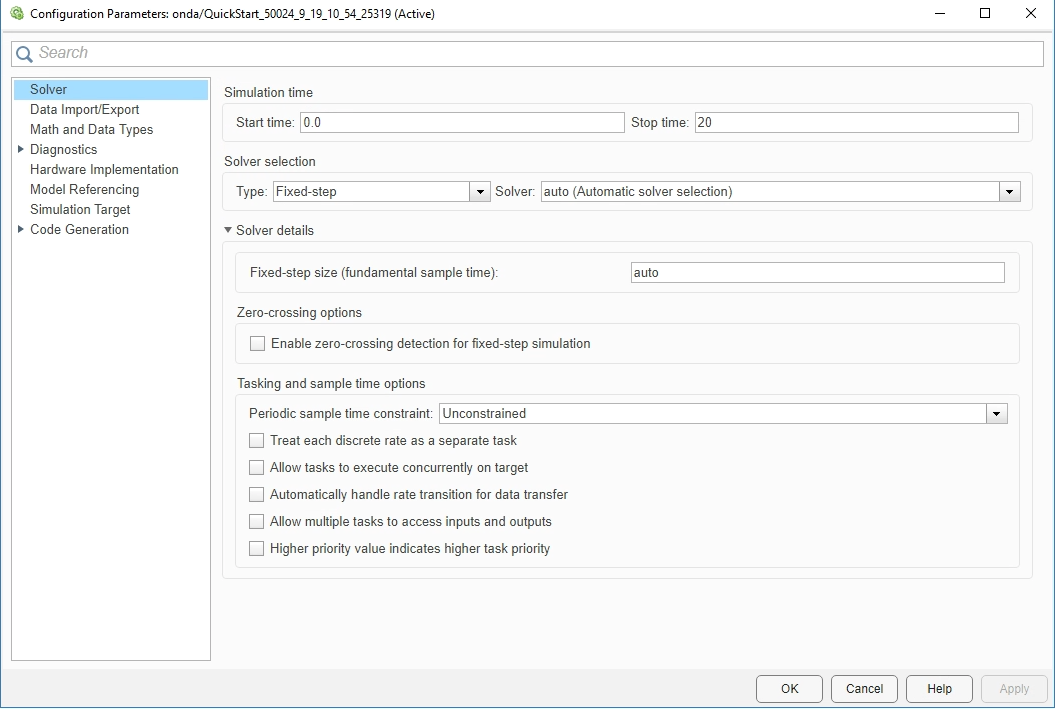 Configuration Parameters: onda/QuickStart_50024_9_19_10_54_25319 (Active)
Search
Solver
Data Import/Export
Math and Data Types
Diagnostics
Hardware Implementation
Model Referencing
Simulation Target
Code Generation
Simulation time
Start time: 0.0 Stop time: 20
Solver selection
Type: Fixed-step Solver: auto (Automatic solver selection)
Solver details
Fixed-step size (fundamental sample time): auto
Zero-crossing options
Enable zero-crossing detection for fixed-step simulation
Tasking and sample time options
Periodic sample time constraint: Unconstrained
Treat each discrete rate as a separate task
Allow tasks to execute concurrently on target
Automatically handle rate transition for data transfer
Allow multiple tasks to access inputs and outputs
Higher priority value indicates higher task priority
OK Cancel Help Apply